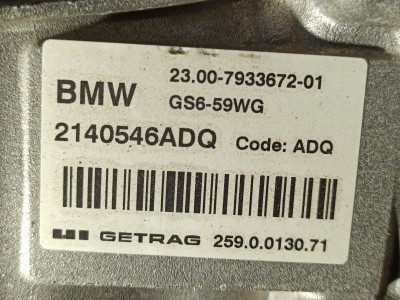 23.00-7933672-01
BMW GS6-59WG
2140546ADQ Code: ADQ
GETRAG 259.0.0130.71